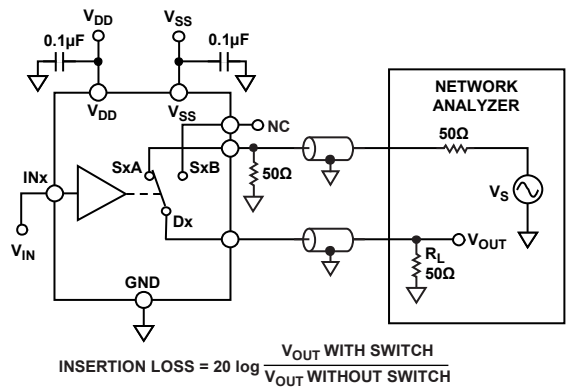 VDD
VSS
0.1µF
0.1µF
VDD
VSS
NC
NETWORK
ANALYZER
50Ω
SxA
SxB
50Ω
VS
INx
Dx
VIN
VOUT
RL
50Ω
GND
INSERTION LOSS = 20 log VOUT WITH SWITCH
VOUT WITHOUT SWITCH